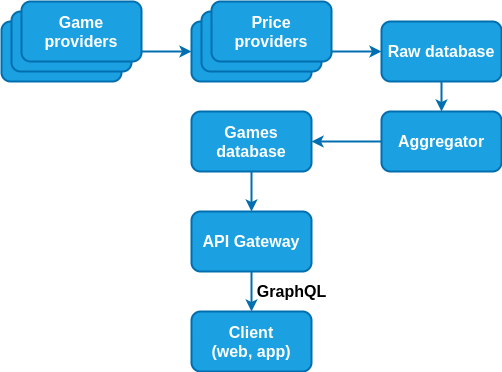 Game
providers
Price
providers
Raw database
Games
database
Aggregator
API Gateway
GraphQL
Client
(web, app)